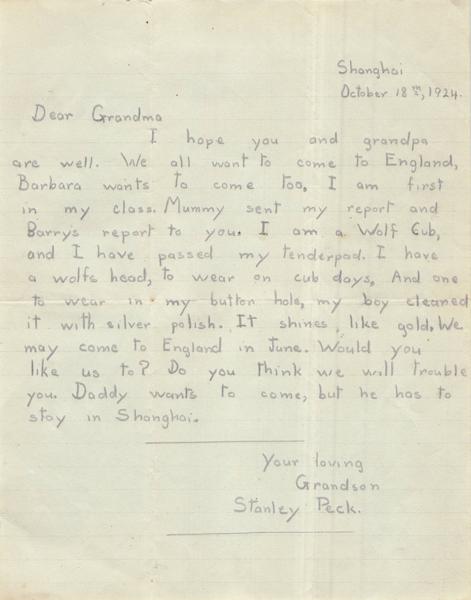 Shanghai
October 18th, 1924.
Dear Grandma
I hope you and grandpa
are well. We all want to come to England,
Barbara wants to come too, I am first
in my class. Mummy sent my report and
Barry's report to you. I am a Wolf Cub,
and I have passed my tenderpad. I have
a wolfs head, to wear on cub days, And one
to wear in my button hole, my boy cleaned
it with silver polish. It shines like gold. We
may come to England in June. Would you
like us to? Do you think we will trouble
you. Daddy wants to come, but he has to
stay in Shanghai.
Your loving
Grandson
Stanley Peck.